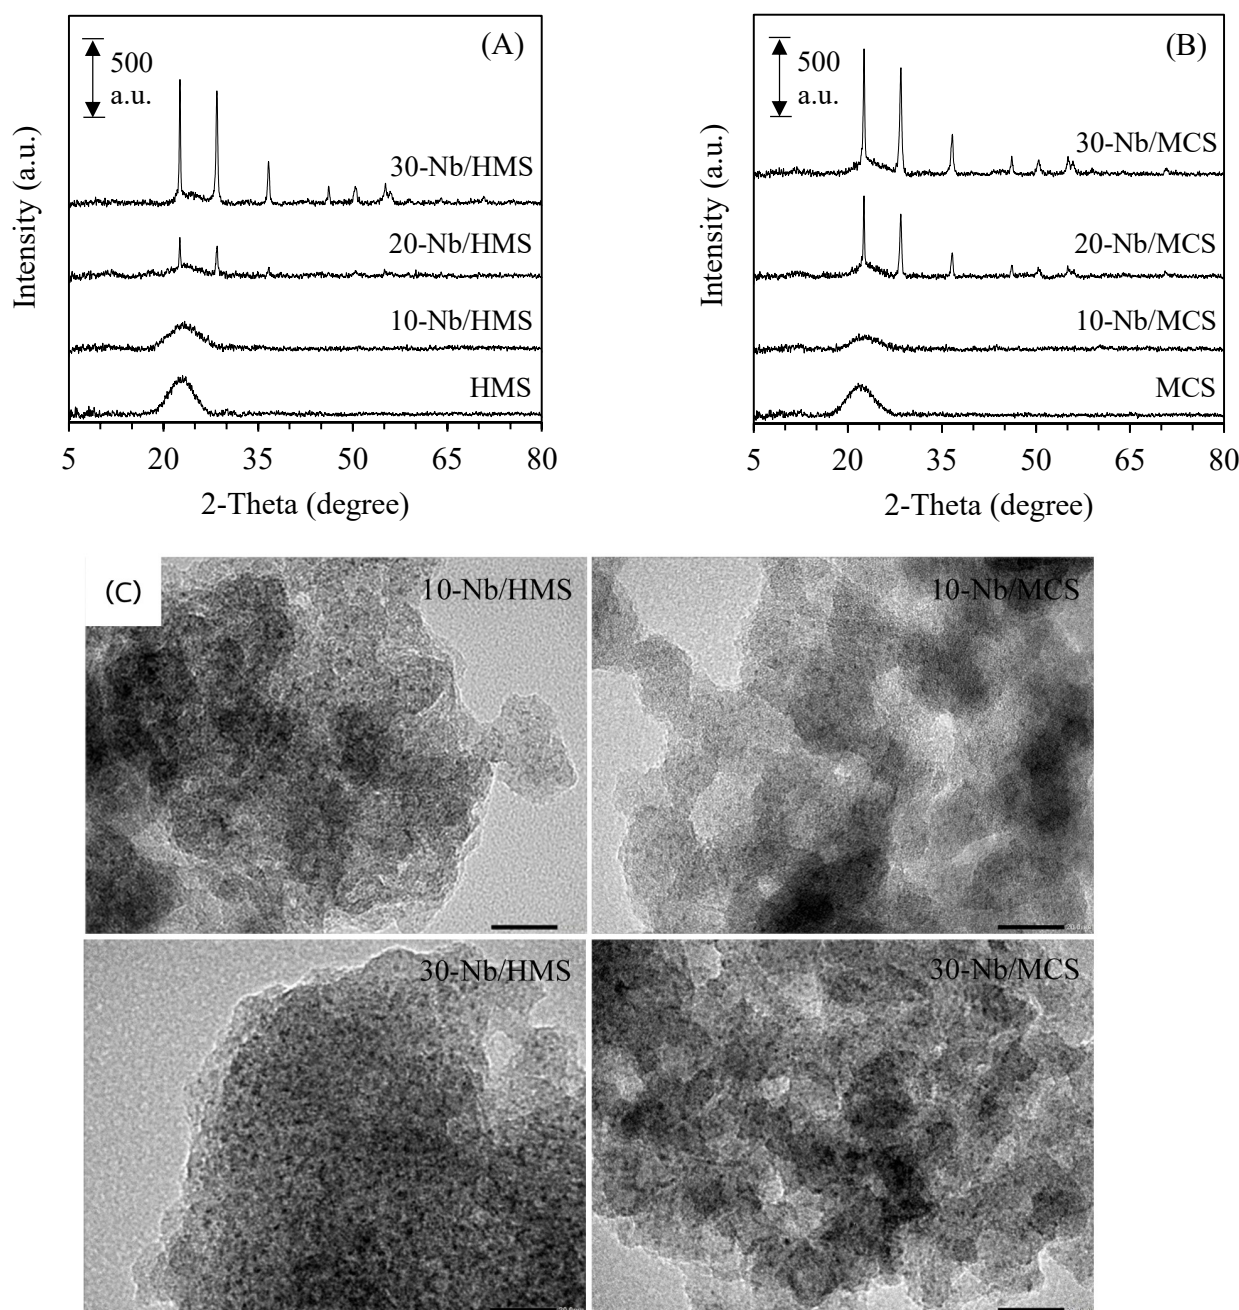 (A)
500
a.u.
30-Nb/HMS
20-Nb/HMS
10-Nb/HMS
HMS
Intensity (a.u.)
5 20 35 50 65 80
2-Theta (degree)
(B)
500
a.u.
30-Nb/MCS
20-Nb/MCS
10-Nb/MCS
MCS
Intensity (a.u.)
5 20 35 50 65 80
2-Theta (degree)
(C)
10-Nb/HMS
10-Nb/MCS
30-Nb/HMS
30-Nb/MCS